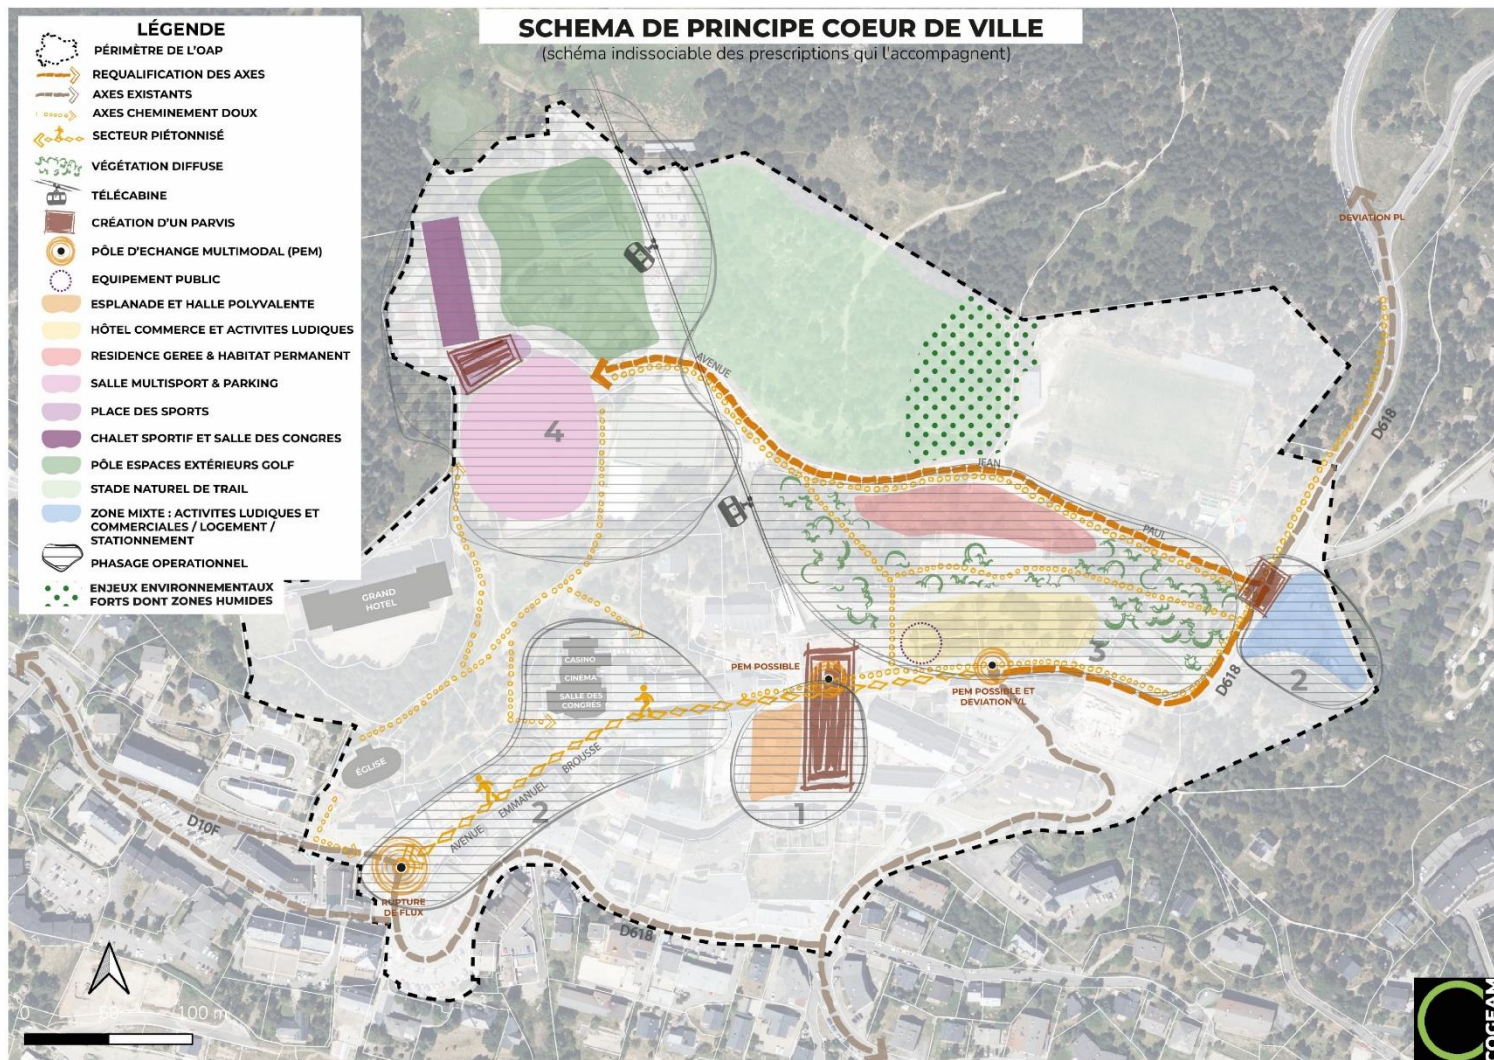 SCHEMA DE PRINCIPE COEUR DE VILLE
(schéma indissociable des prescriptions qui l'accompagnent)
LÉGENDE
PÉRIMÈTRE DE L'OAP
REQUALIFICATION DES AXES
AXES EXISTANTS
AXES CHEMINEMENT DOUX
SECTEUR PIÉTONNISÉ
VÉGÉTATION DIFFUSE
TÉLÉCABINE
CRÉATION D'UN PARVIS
PÔLE D'ECHANGE MULTIMODAL (PEM)
EQUIPEMENT PUBLIC
ESPLANADE ET HALLE POLYVALENTE
HÔTEL COMMERCE ET ACTIVITES LUDIQUES
RESIDENCE GEREE & HABITAT PERMANENT
SALLE MULTISPORT & PARKING
PLACE DES SPORTS
CHALET SPORTIF ET SALLE DES CONGRES
PÔLE ESPACES EXTÉRIEURS GOLF
STADE NATUREL DE TRAIL
ZONE MIXTE : ACTIVITES LUDIQUES ET
COMMERCIALES / LOGEMENT /
STATIONNEMENT
PHASAGE OPERATIONNEL
ENJEUX ENVIRONNEMENTAUX
FORTS DONT ZONES HUMIDES
DEVIATION PL
D618
AVENUE
JEAN
PAUL
4
GRAND
HOTEL
CASINO
CINEMA
SALLE DES
CONGRES
PEM POSSIBLE
PEM POSSIBLE ET
DEVIATION VL
3
D618
2
ÉGLISE
AVENUE EMMANUEL BROUSSE
2
1
D10F
RUPTURE
DE FLUX
D618
0 50 100 m
COGEAM